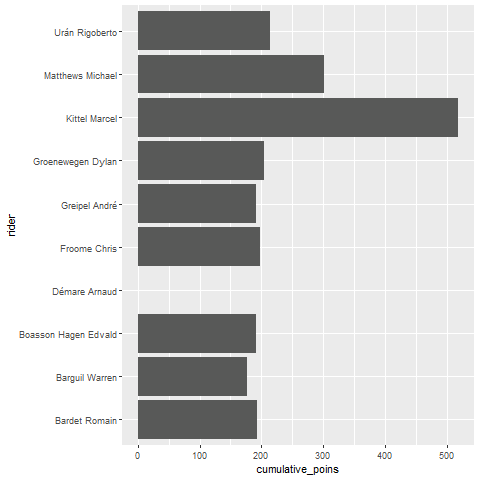 Urán Rigoberto
Matthews Michael
Kittel Marcel
Groenewegen Dylan
Greipel André
Froome Chris
Démare Arnaud
Boasson Hagen Edvald
Barguil Warren
Bardet Romain
rider
0 100 200 300 400 500
cumulative_poins